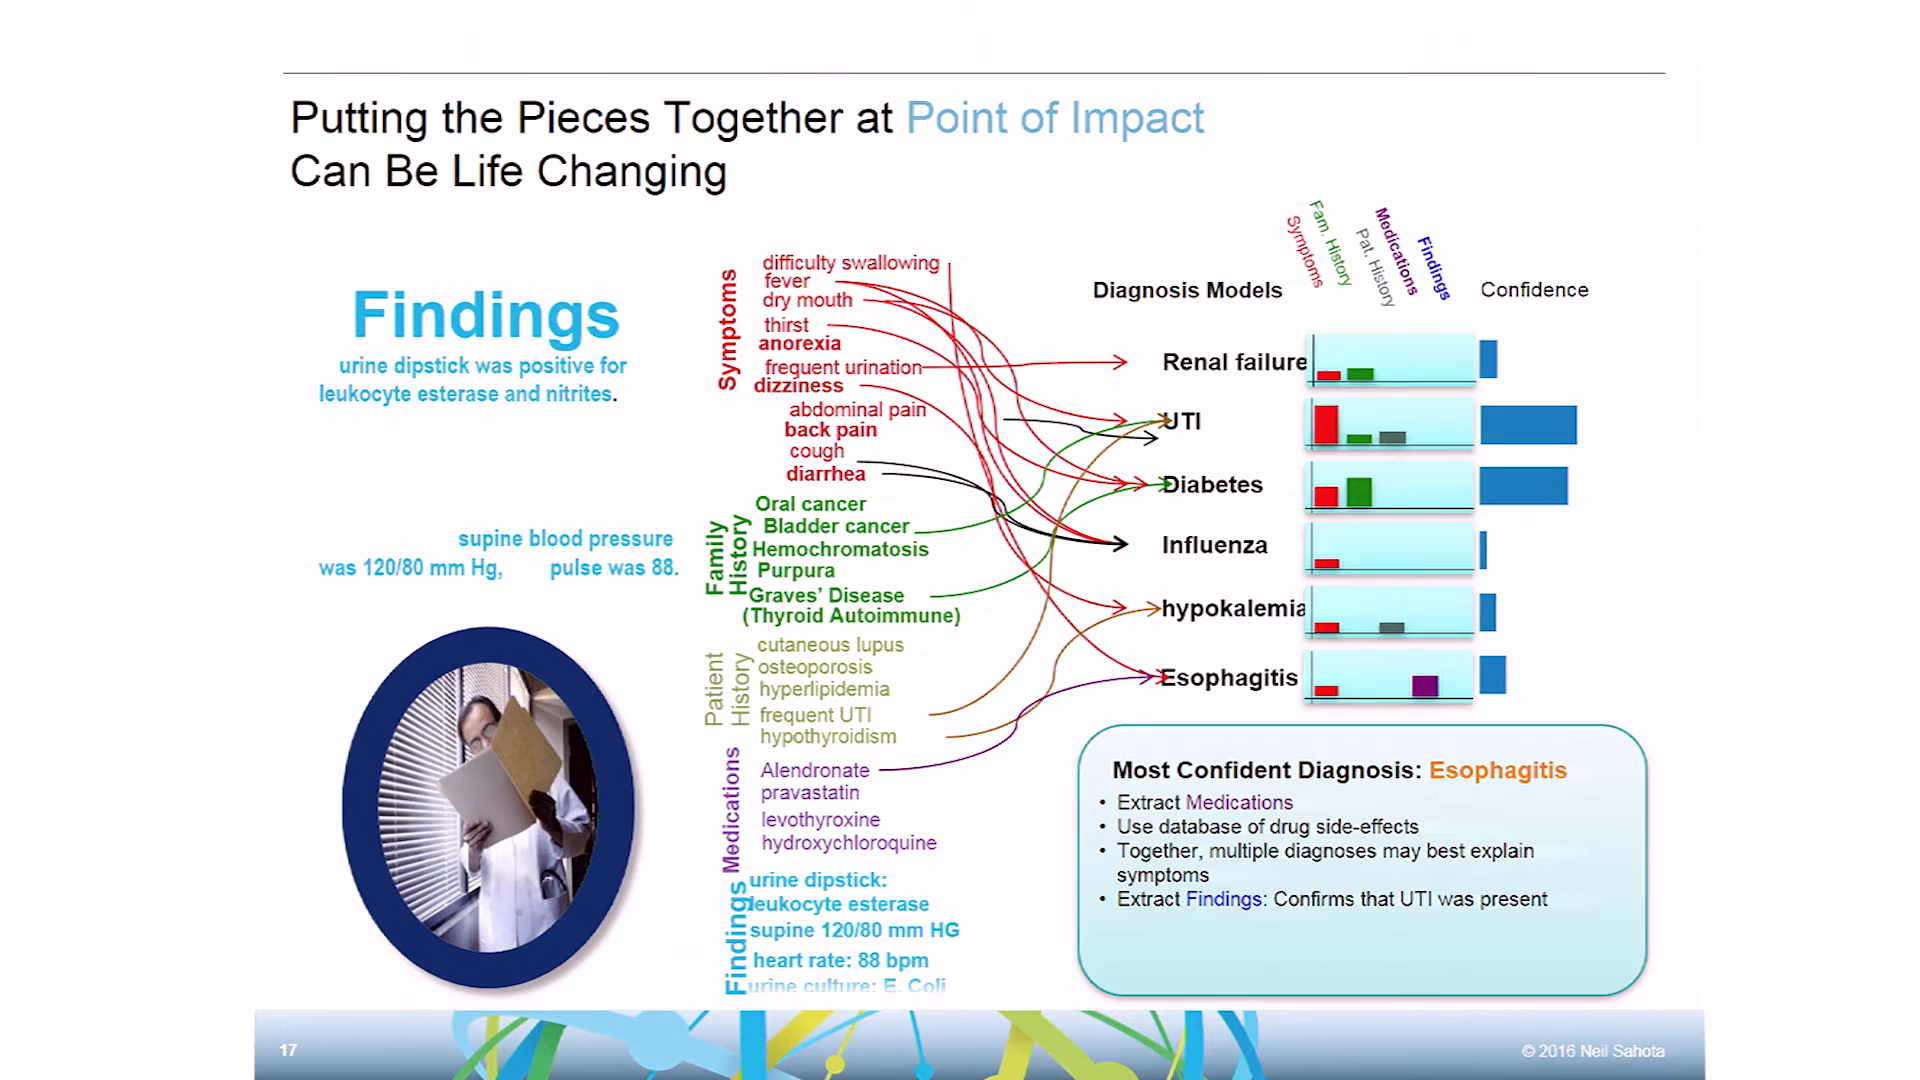 Putting the Pieces Together at Point of Impact
Can Be Life Changing
Findings
urine dipstick was positive for
leukocyte esterase and nitrites.
supine blood pressure
was 120/80 mm Hg, pulse was 88.
Symptoms
difficulty swallowing
fever
dry mouth
thirst
anorexia
frequent urination
dizziness
abdominal pain
back pain
cough
diarrhea
Family
History
Oral cancer
Bladder cancer
Hemochromatosis
Purpura
Graves’ Disease
(Thyroid Autoimmune)
Patient
History
cutaneous lupus
osteoporosis
hyperlipidemia
frequent UTI
hypothyroidism
Medications
Alendronate
pravastatin
levothyroxine
hydroxychloroquine
Findings
urine dipstick:
leukocyte esterase
supine 120/80 mm HG
heart rate: 88 bpm
urine culture: E. Coli
Diagnosis Models
Symptoms
Fam. History
Pat. History
Medications
Findings
Confidence
Renal failure
UTI
Diabetes
Influenza
hypokalemia
Esophagitis
Most Confident Diagnosis: Esophagitis
• Extract Medications
• Use database of drug side-effects
• Together, multiple diagnoses may best explain
symptoms
• Extract Findings: Confirms that UTI was present
17
© 2016 Neil Sahota